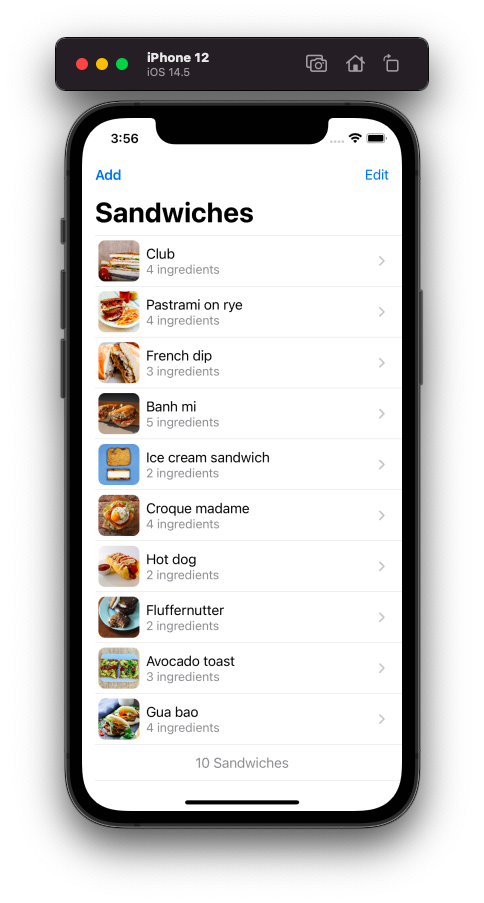 iPhone 12
iOS 14.5
3:56
Add
Edit
Sandwiches
Club
4 ingredients
Pastrami on rye
4 ingredients
French dip
3 ingredients
Banh mi
5 ingredients
Ice cream sandwich
2 ingredients
Croque madame
4 ingredients
Hot dog
2 ingredients
Fluffernutter
2 ingredients
Avocado toast
3 ingredients
Gua bao
4 ingredients
10 Sandwiches